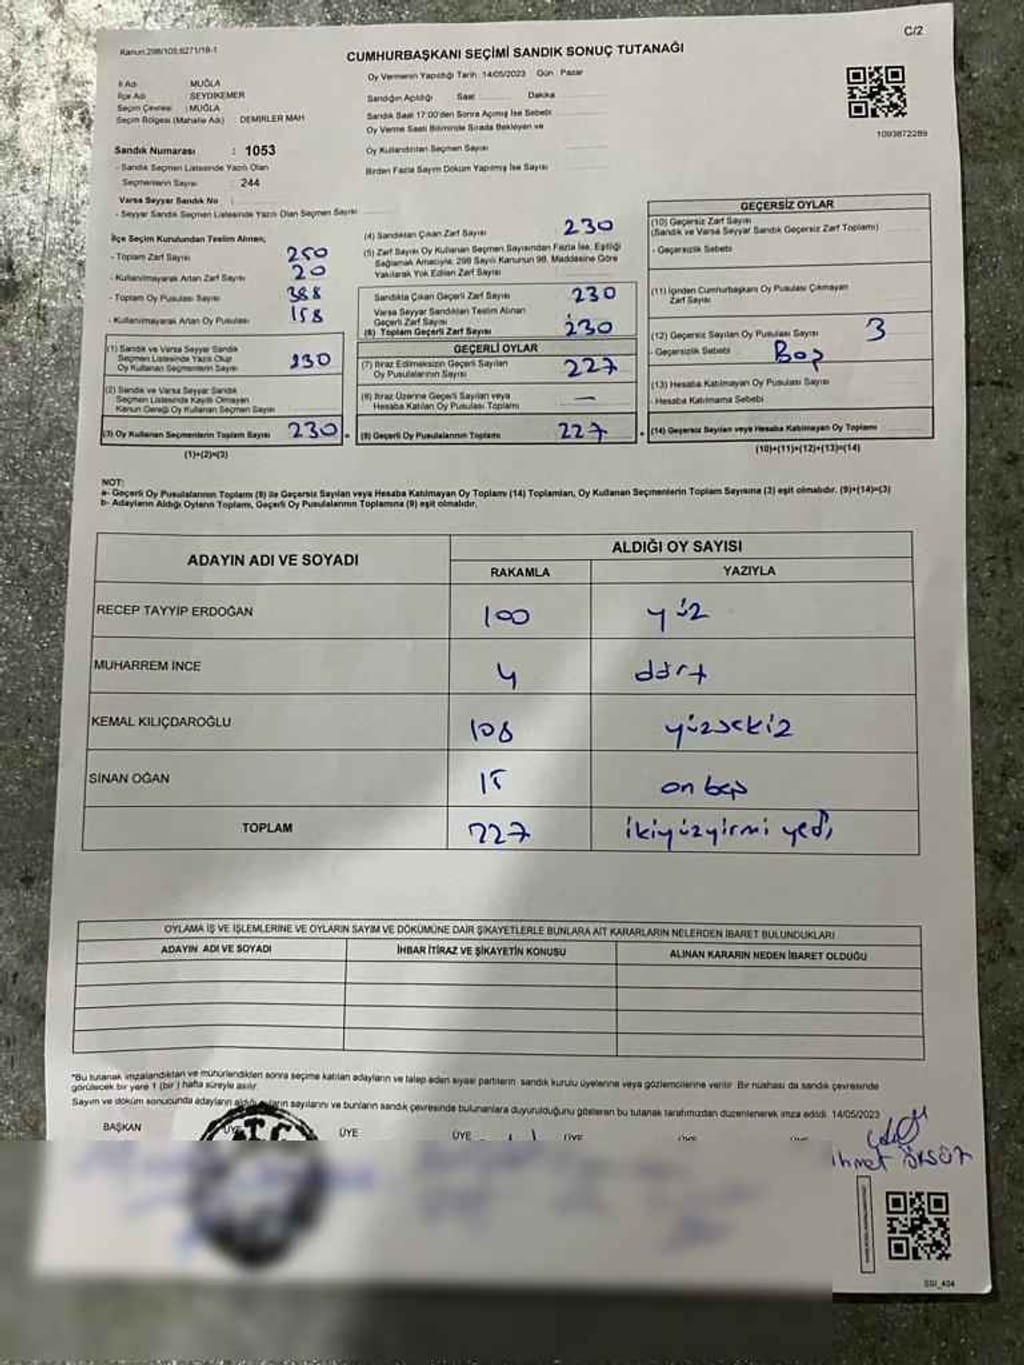 Kanun:298/105;6271/19-1
C/2
CUMHURBAŞKANI SEÇİMİ SANDIK SONUÇ TUTANAĞI
İl Adı : MUĞLA
İlçe Adı : SEYDİKEMER
Seçim Çevresi : MUĞLA
Seçim Bölgesi (Mahalle Adı) : DEMİRLER MAH
Oy Vermenin Yapıldığı Tarih :14/05/2023 Gün : Pazar
Sandığın Açıldığı Saat: Dakika
Sandık Saat 17:00'den Sonra Açılmış İse Sebebi:
Oy Verme Saati Bitiminde Sırada Bekleyen ve
Oy Kullandırılan Seçmen Sayısı
Birden Fazla Sayım Döküm Yapılmış İse Sayısı
1093872289
Sandık Numarası : 1053
- Sandık Seçmen Listesinde Yazılı Olan
Seçmenlerin Sayısı : 244
Varsa Seyyar Sandık No :
- Seyyar Sandık Seçmen Listesinde Yazılı Olan Seçmen Sayısı
İlçe Seçim Kurulundan Teslim Alınan;
- Toplam Zarf Sayısı 250
- Kullanılmayarak Artan Zarf Sayısı 20
- Toplam Oy Pusulası Sayısı 388
- Kullanılmayarak Artan Oy Pusulası 158
(1) Sandık ve Varsa Seyyar Sandık
Seçmen Listesinde Yazılı Olup
Oy Kullanan Seçmenlerin Sayısı 230
(2) Sandık ve Varsa Seyyar Sandık
Seçmen Listesinde Kayıtlı Olmayan
Kanun Gereği Oy Kullanan Seçmen Sayısı
(3) Oy Kullanan Seçmenlerin Toplam Sayısı 230
(1)+(2)=(3)
(4) Sandıktan Çıkan Zarf Sayısı 230
(5) Zarf Sayısı Oy Kullanan Seçmen Sayısından Fazla İse, Eşitliği
Sağlamak Amacıyla, 298 Sayılı Kanunun 98. Maddesine Göre
Yakılarak Yok Edilen Zarf Sayısı
Sandıkta Çıkan Geçerli Zarf Sayısı 230
Varsa Seyyar Sandıktan Teslim Alınan
Geçerli Zarf Sayısı
(6) Toplam Geçerli Zarf Sayısı 230
GEÇERLİ OYLAR
(7) İtiraz Edilmeksizin Geçerli Sayılan
Oy Pusulalarının Sayısı 227
(8) İtiraz Üzerine Geçerli Sayılan veya
Hesaba Katılan Oy Pusulası Toplamı —
(9) Geçerli Oy Pusulalarının Toplamı 227
GEÇERSİZ OYLAR
(10) Geçersiz Zarf Sayısı
(Sandık ve Varsa Seyyar Sandık Geçersiz Zarf Toplamı)
- Geçersizlik Sebebi
(11) İçinden Cumhurbaşkanı Oy Pusulası Çıkmayan
Zarf Sayısı
(12) Geçersiz Sayılan Oy Pusulası Sayısı 3
- Geçersizlik Sebebi Boş
(13) Hesaba Katılmayan Oy Pusulası Sayısı
- Hesaba Katılmama Sebebi
(14) Geçersiz Sayılan veya Hesaba Katılmayan Oy Toplamı
(10)+(11)+(12)+(13)=(14)
NOT:
a- Geçerli Oy Pusulalarının Toplamı (9) ile Geçersiz Sayılan veya Hesaba Katılmayan Oy Toplamı (14) Toplamları, Oy Kullanan Seçmenlerin Toplam Sayısına (3) eşit olmalıdır. (9)+(14)=(3)
b- Adayların Aldığı Oyların Toplamı, Geçerli Oy Pusulalarının Toplamına (9) eşit olmalıdır.
ADAYIN ADI VE SOYADI ALDIĞI OY SAYISI
RAKAMLA YAZIYLA
RECEP TAYYİP ERDOĞAN 100 yüz
MUHARREM İNCE 4 dört
KEMAL KILIÇDAROĞLU 108 yüzsekiz
SİNAN OĞAN 15 on beş
TOPLAM 227 ikiyüzyirmi yedi
OYLAMA İŞ VE İŞLEMLERİNE VE OYLARIN SAYIM VE DÖKÜMÜNE DAİR ŞİKAYETLERLE BUNLARA AİT KARARLARIN NELERDEN İBARET BULUNDUKLARI
ADAYIN ADI VE SOYADI İHBAR İTİRAZ VE ŞİKAYETİN KONUSU ALINAN KARARIN NEDEN İBARET OLDUĞU
*Bu tutanak imzalandıktan ve mühürlendikten sonra seçime katılan adayların ve talep eden siyasi partilerin sandık kurulu üyelerine veya gözlemcilerine verilir. Bir nüshası da sandık çevresinde
görülecek bir yere 1 (bir) hafta süreyle asılır.
Sayım ve döküm sonucunda adayların aldığı oyların sayılarını ve bunların sandık çevresinde bulunanlara duyurulduğunu gösteren bu tutanak tarafımızdan düzenlenerek imza edildi. 14/05/2023
BAŞKAN ÜYE ÜYE ÜYE ÜYE
ihmet ÖKSÜZ
SSI_404